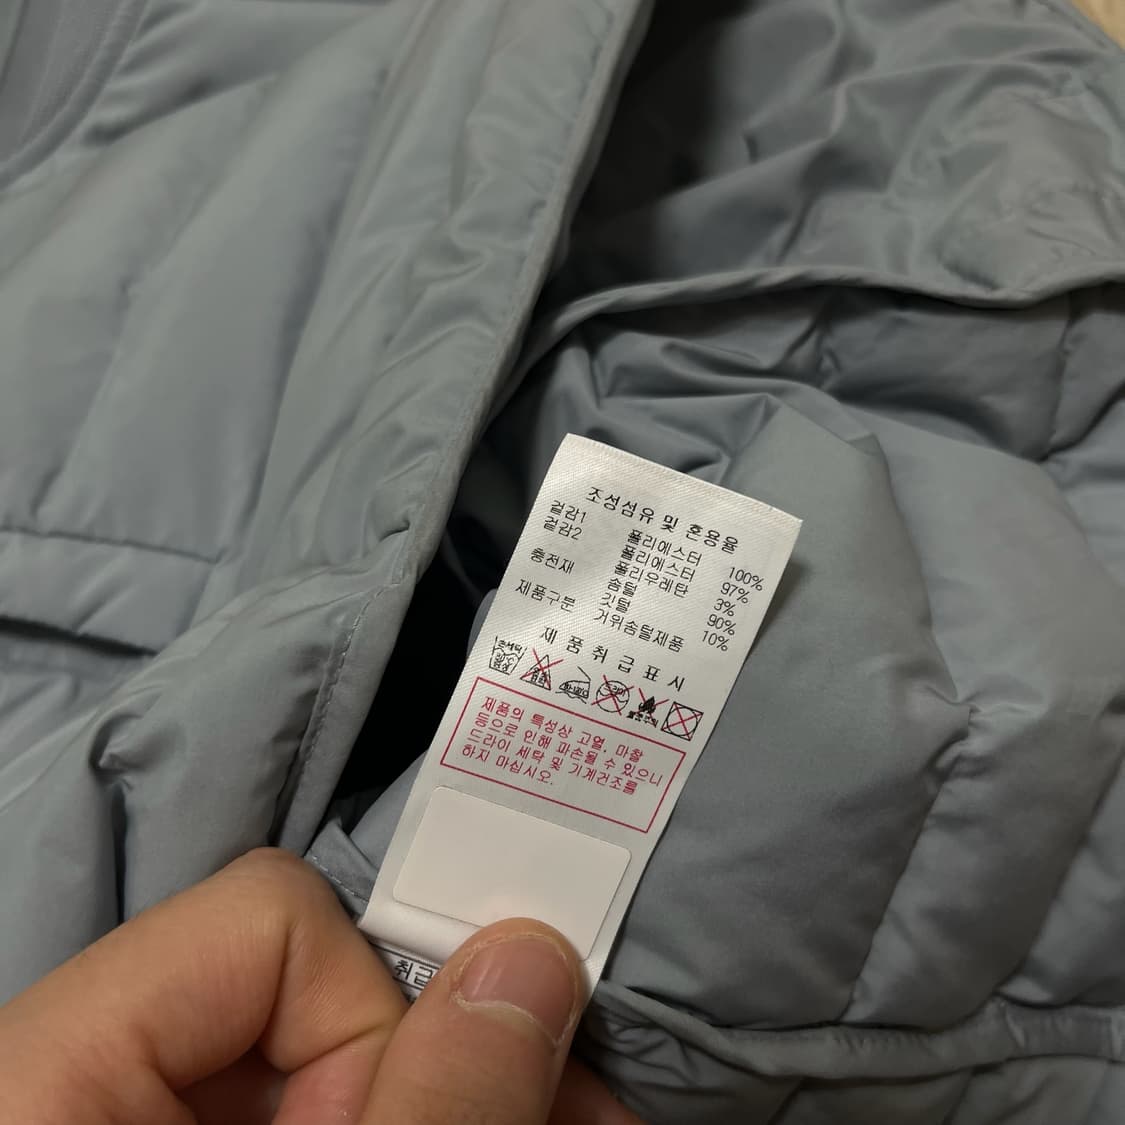 조성섬유 및 혼용율
겉감1 폴리에스터 100%
겉감2 폴리에스터 97%
폴리우레탄 3%
충전재 솜털 90%
깃털 10%
제품구분 거위솜털제품
제품취급표시
제품의 특성상 고열, 마찰
등으로 인해 파손될 수 있으니
드라이 세탁 및 기계건조를
하지 마십시오.
취급